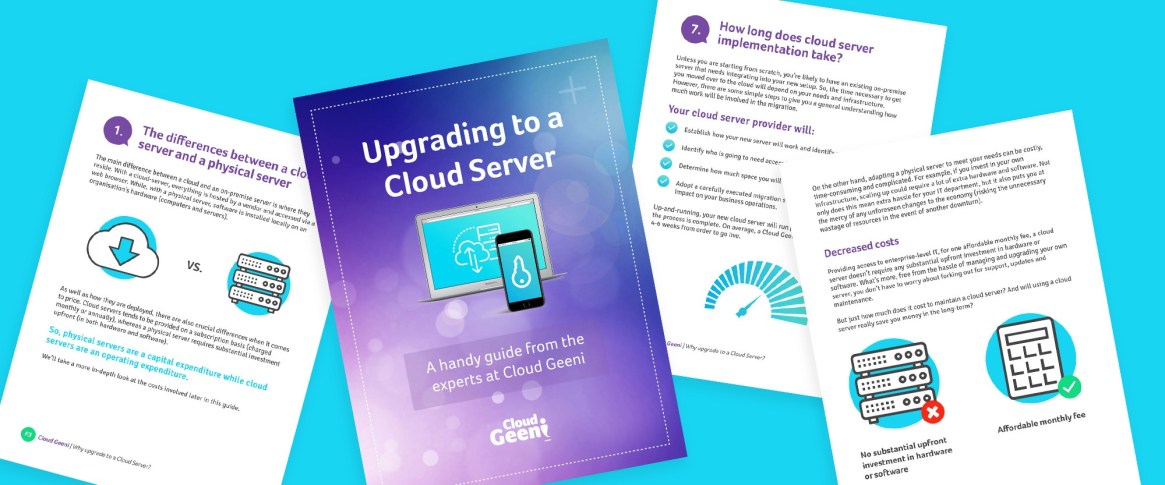 1.
The differences between a clo
server and a physical server
The main difference between a cloud and an on-premise server is where they
reside. With a cloud-server, everything is hosted by a vendor and accessed via a
web browser. While, with a physical server, software is installed locally on an
organisation's hardware (computers and servers).
VS.
As well as how they are deployed, there are also crucial differences when it comes
to price. Cloud servers tends to be provided on a subscription basis (charged
monthly or annually), whereas a physical server requires substantial investment
upfront (in both hardware and software).
So, physical servers are a capital expenditure while cloud
servers are an operating expenditure.
We'll take a more in-depth look at the costs involved later in this guide.
Cloud Geeni | Why upgrade to a Cloud Server?
Upgrading to a
Cloud Server
A handy guide from the
experts at Cloud Geeni
Cloud
Geeni
7.
How long does cloud server
implementation take?
Unless you are starting from scratch, you're likely to have an existing on-premise
server that needs integrating into your new setup. So, the time necessary to get
you moved over to the cloud will depend on your needs and infrastructure.
However, there are some simple steps to give you a general understanding how
much work will be involved in the migration.
Your cloud server provider will:
Establish how your new server will work and identify
Identify who is going to need acces
Determine how much space you will
Adopt a carefully executed migration s
impact on your business operations.
Up-and-running, your new cloud server will run
the process is complete. On average, a Cloud Gee
4-6 weeks from order to go live.
Geeni | Why upgrade to a Cloud Server?
On the other hand, adapting a physical server to meet your needs can be costly,
time-consuming and complicated. For example, if you invest in your own
infrastructure, scaling up could require a lot of extra hardware and software. Not
only does this mean extra hassle for your IT department, but it also puts you at
the mercy of any unforeseen changes to the economy (risking the unnecessary
wastage of resources in the event of another downturn).
Decreased costs
Providing access to enterprise-level IT, for one affordable monthly fee, a cloud
server doesn't require any substantial upfront investment in hardware or
software. What's more, free from the hassle of managing and upgrading your own
server, you don't have to worry about forking out for support, updates and
maintenance.
But just how much does it cost to maintain a cloud server? And will using a cloud
server really save you money in the long-term?
No substantial upfront
investment in hardware
or software
Affordable monthly fee